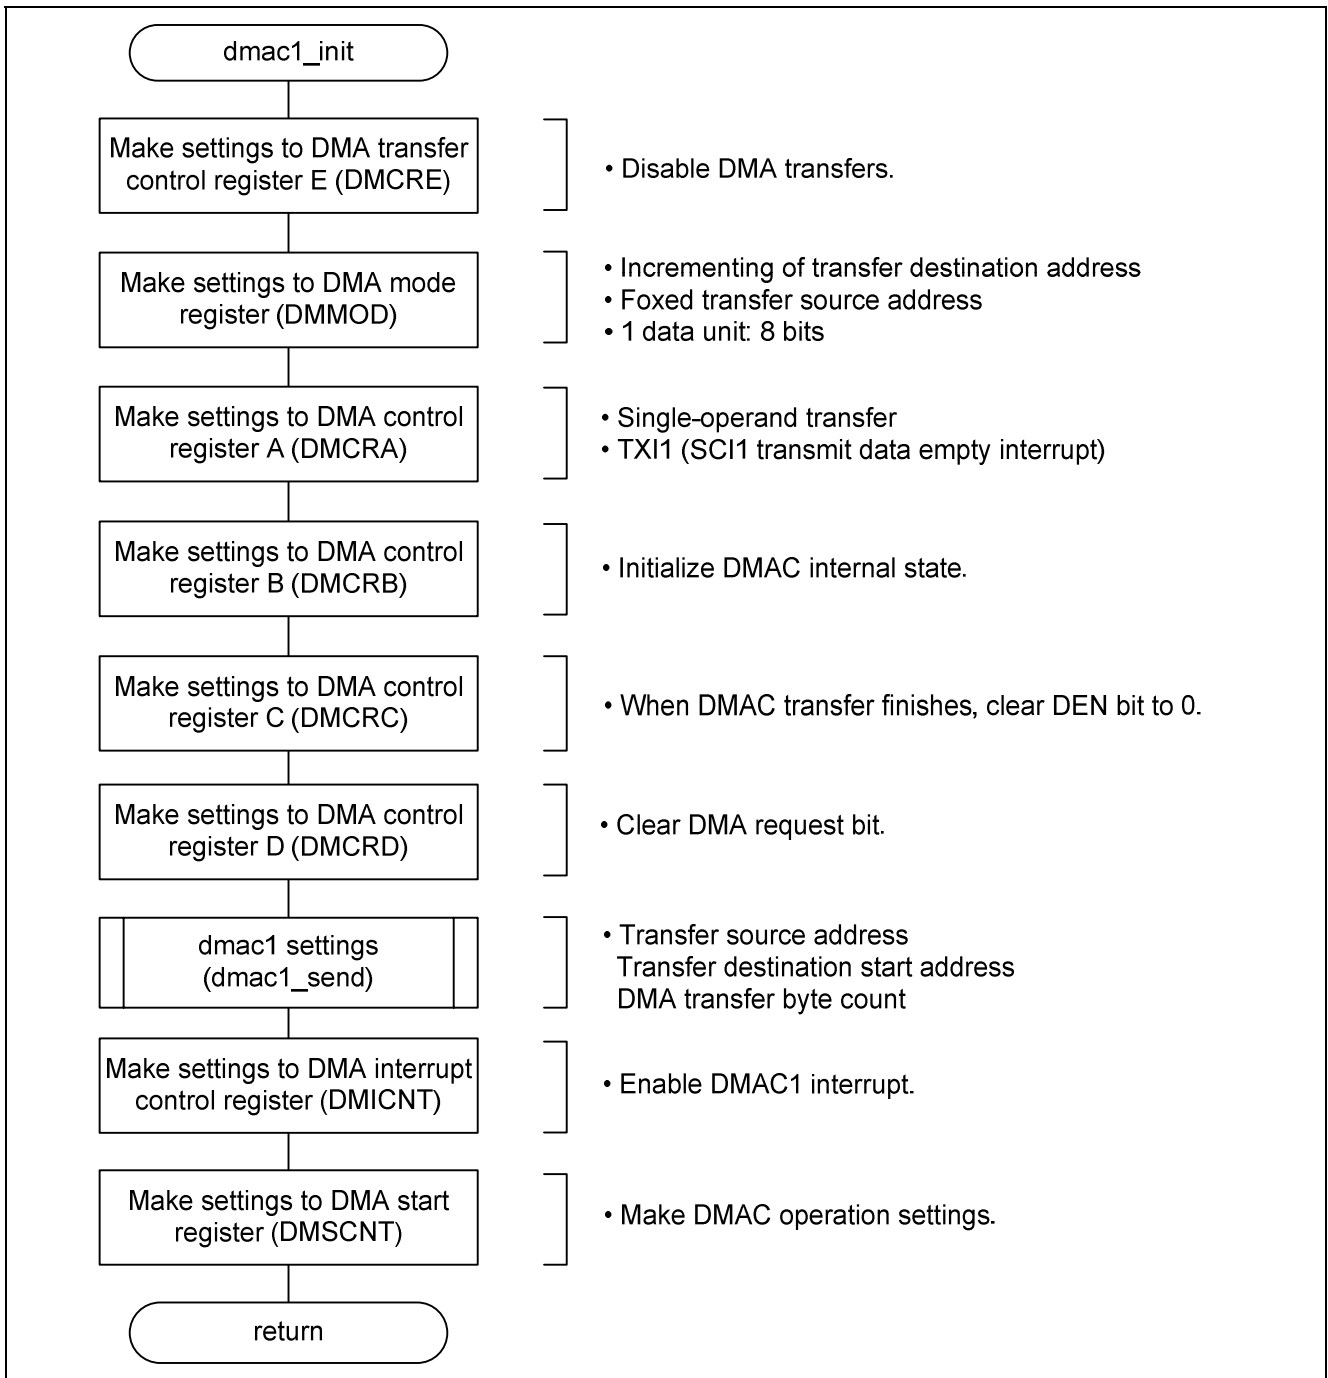 dmac1_init
Make settings to DMA transfer
control register E (DMCRE)
• Disable DMA transfers.
Make settings to DMA mode
register (DMMOD)
• Incrementing of transfer destination address
• Foxed transfer source address
• 1 data unit: 8 bits
Make settings to DMA control
register A (DMCRA)
• Single-operand transfer
• TXI1 (SCI1 transmit data empty interrupt)
Make settings to DMA control
register B (DMCRB)
• Initialize DMAC internal state.
Make settings to DMA control
register C (DMCRC)
• When DMAC transfer finishes, clear DEN bit to 0.
Make settings to DMA control
register D (DMCRD)
• Clear DMA request bit.
dmac1 settings
(dmac1_send)
• Transfer source address
Transfer destination start address
DMA transfer byte count
Make settings to DMA interrupt
control register (DMICNT)
• Enable DMAC1 interrupt.
Make settings to DMA start
register (DMSCNT)
• Make DMAC operation settings.
return